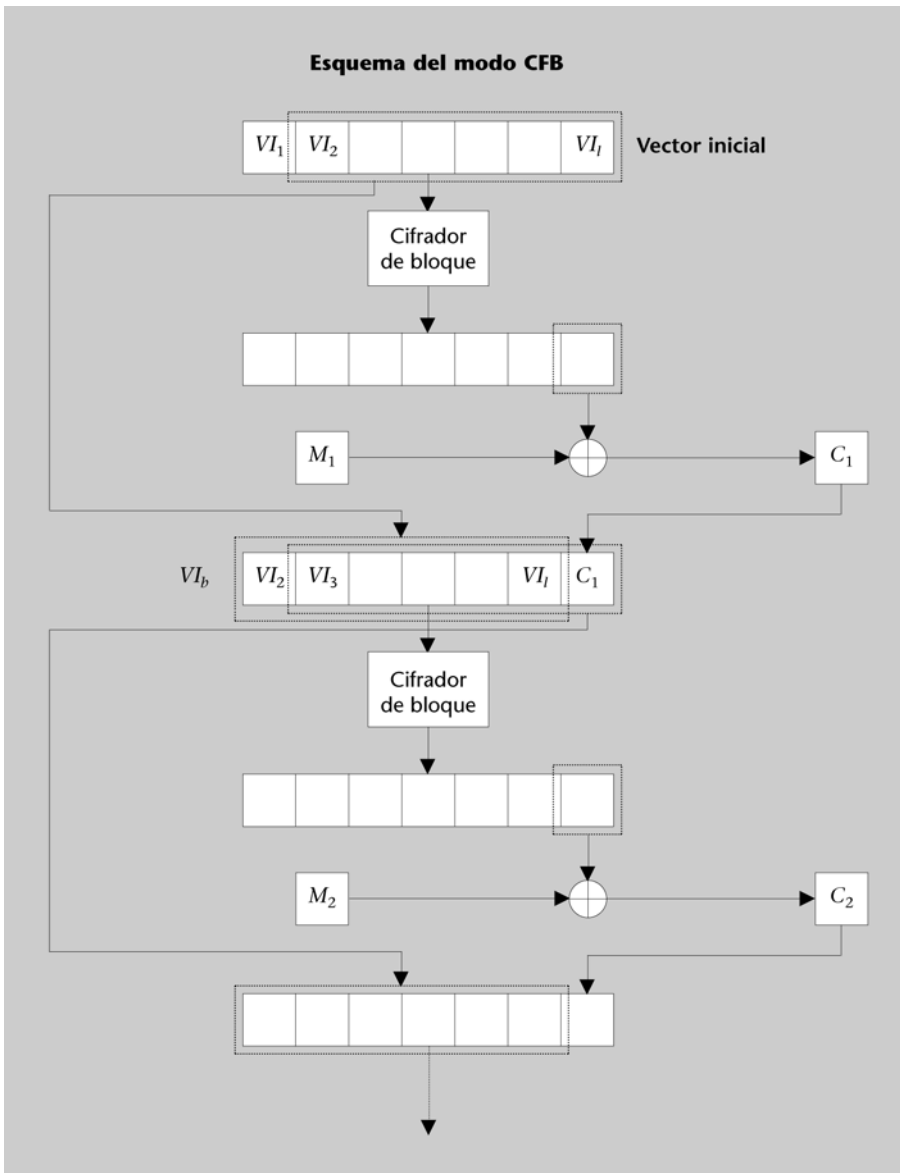 Esquema del modo CFB
VI₁ VI₂ VIₗ Vector inicial
Cifrador
de bloque
M₁ C₁
VI_b VI₂ VI₃ VIₗ C₁
Cifrador
de bloque
M₂ C₂